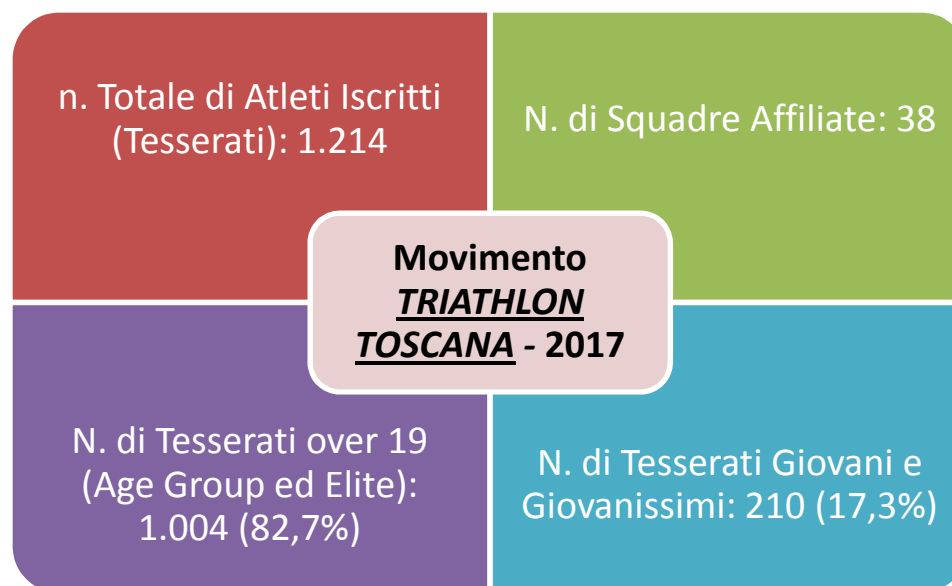 n. Totale di Atleti Iscritti
(Tesserati): 1.214
N. di Squadre Affiliate: 38
Movimento
TRIATHLON
TOSCANA - 2017
N. di Tesserati over 19
(Age Group ed Elite):
1.004 (82,7%)
N. di Tesserati Giovani e
Giovanissimi: 210 (17,3%)